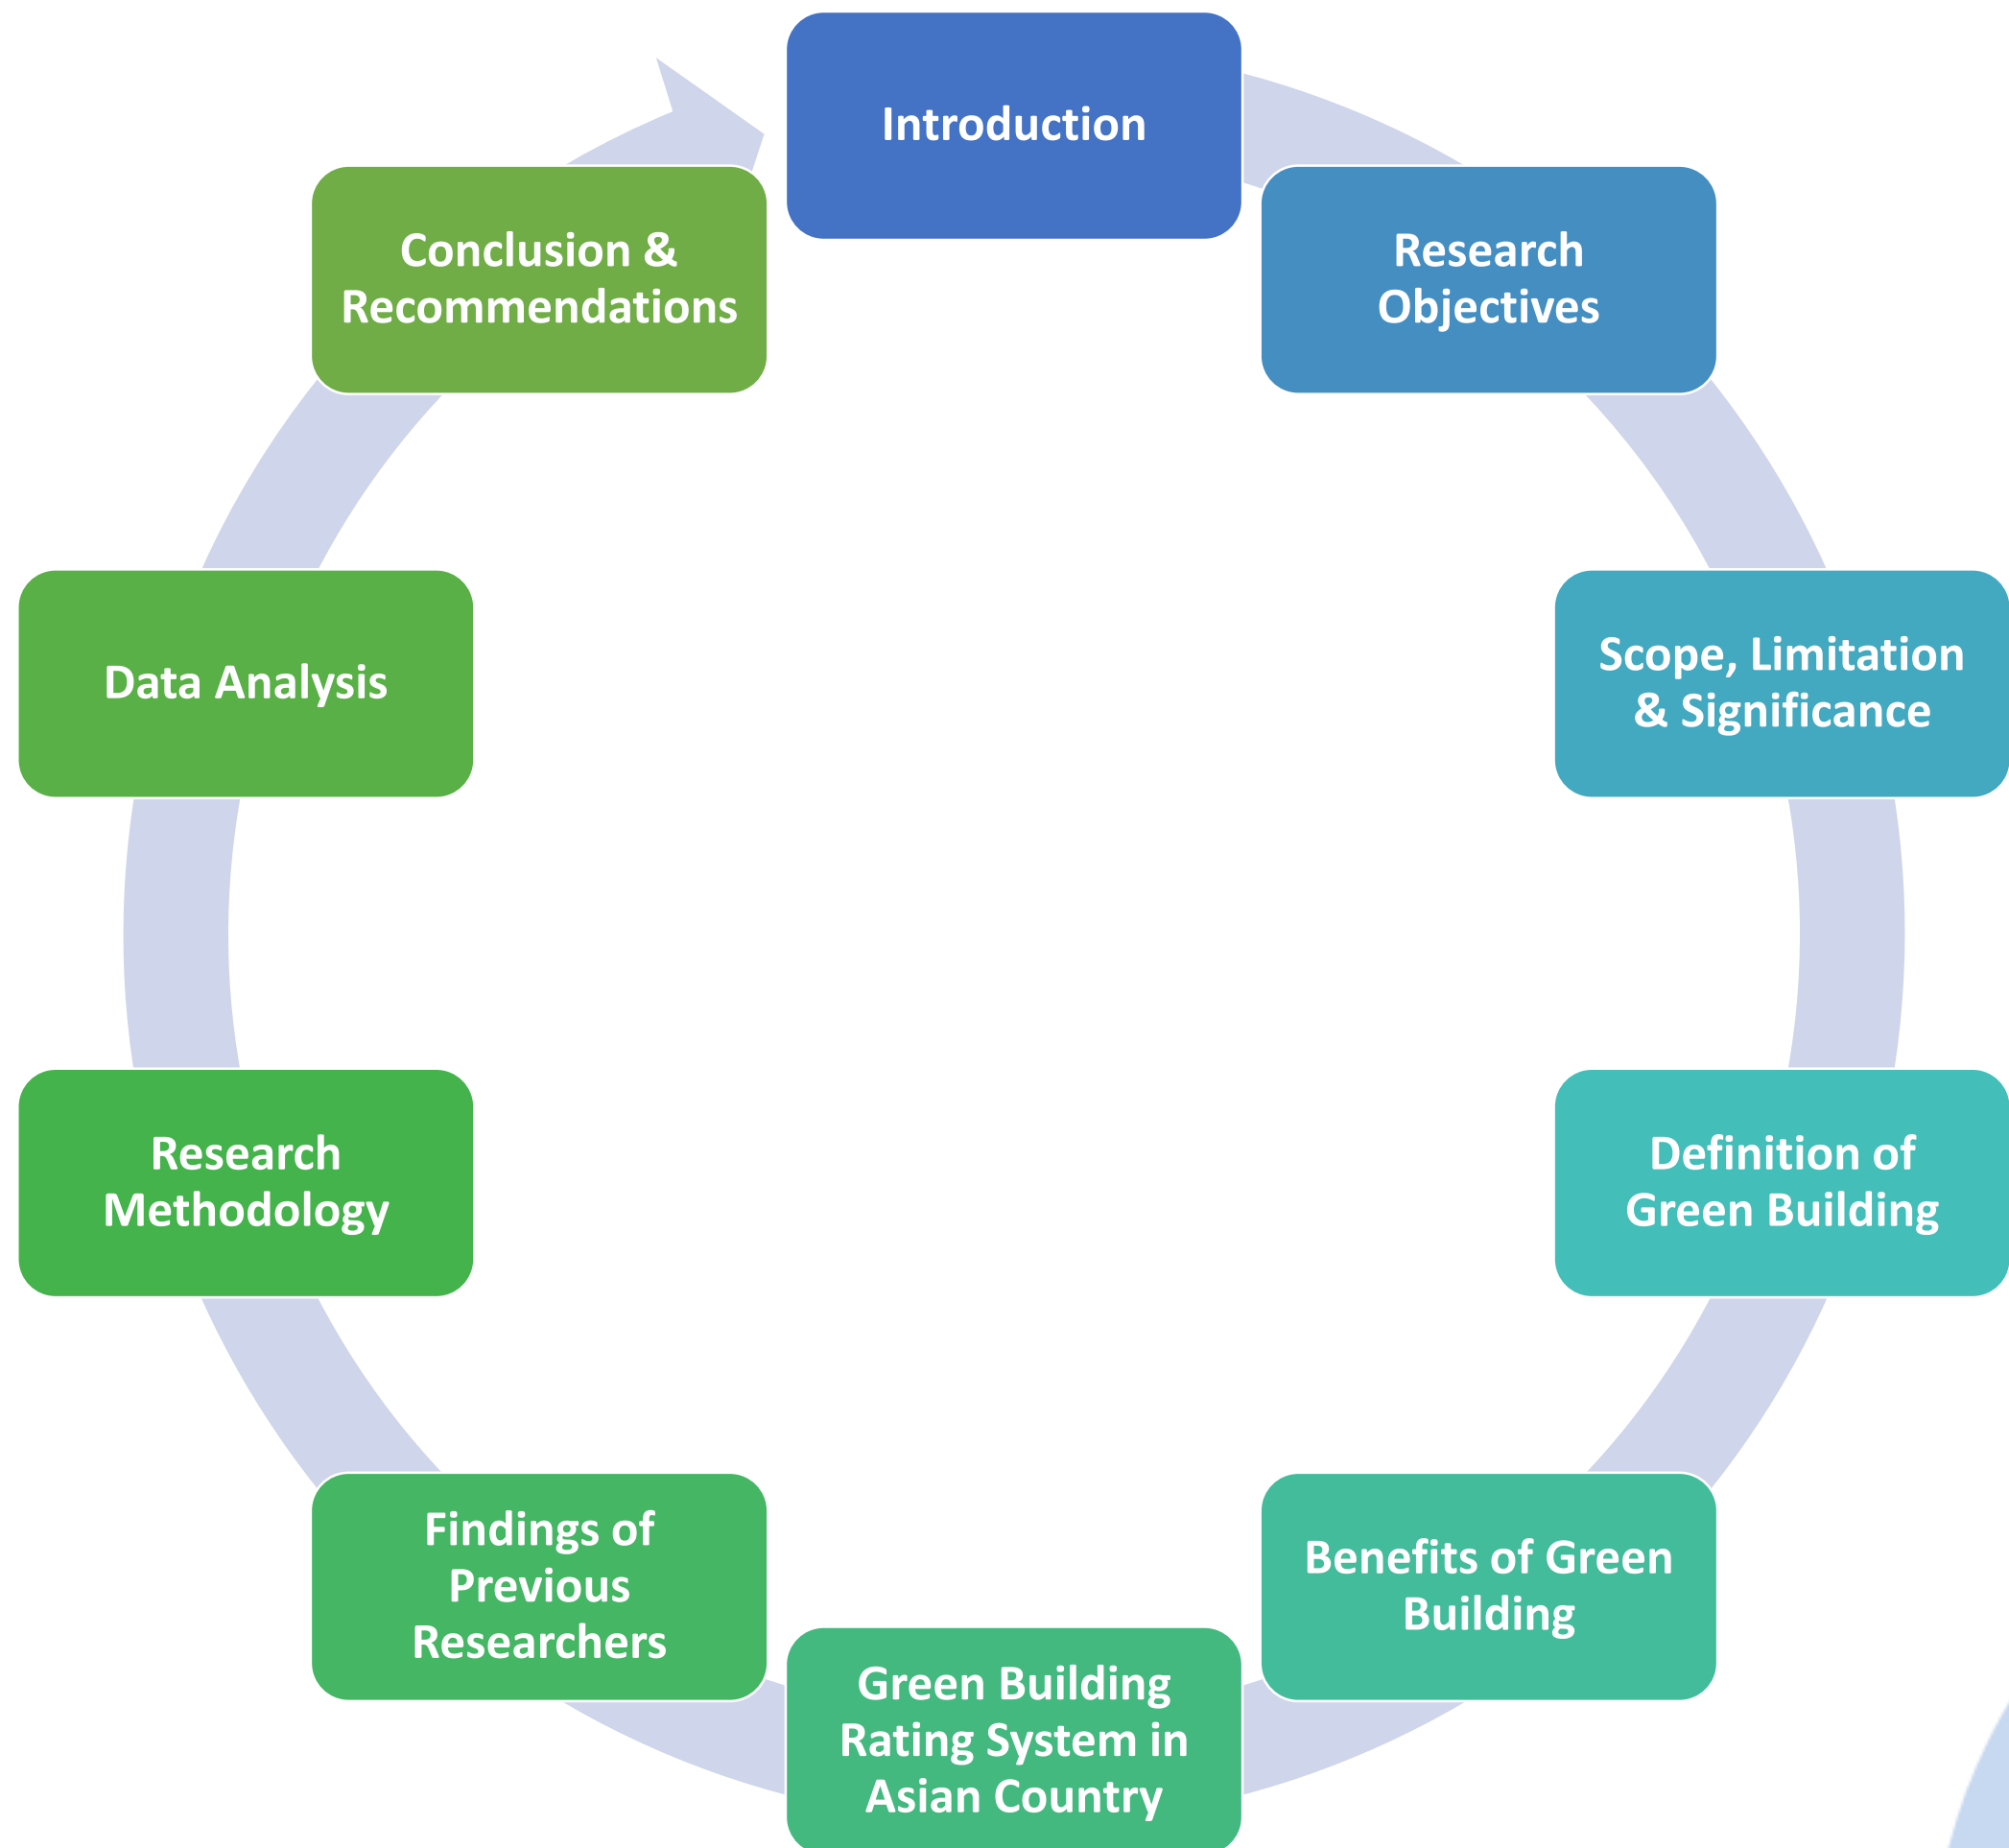 Introduction
Research
Objectives
Scope, Limitation
& Significance
Definition of
Green Building
Benefits of Green
Building
Green Building
Rating System in
Asian Country
Findings of
Previous
Researchers
Research
Methodology
Data Analysis
Conclusion &
Recommendations